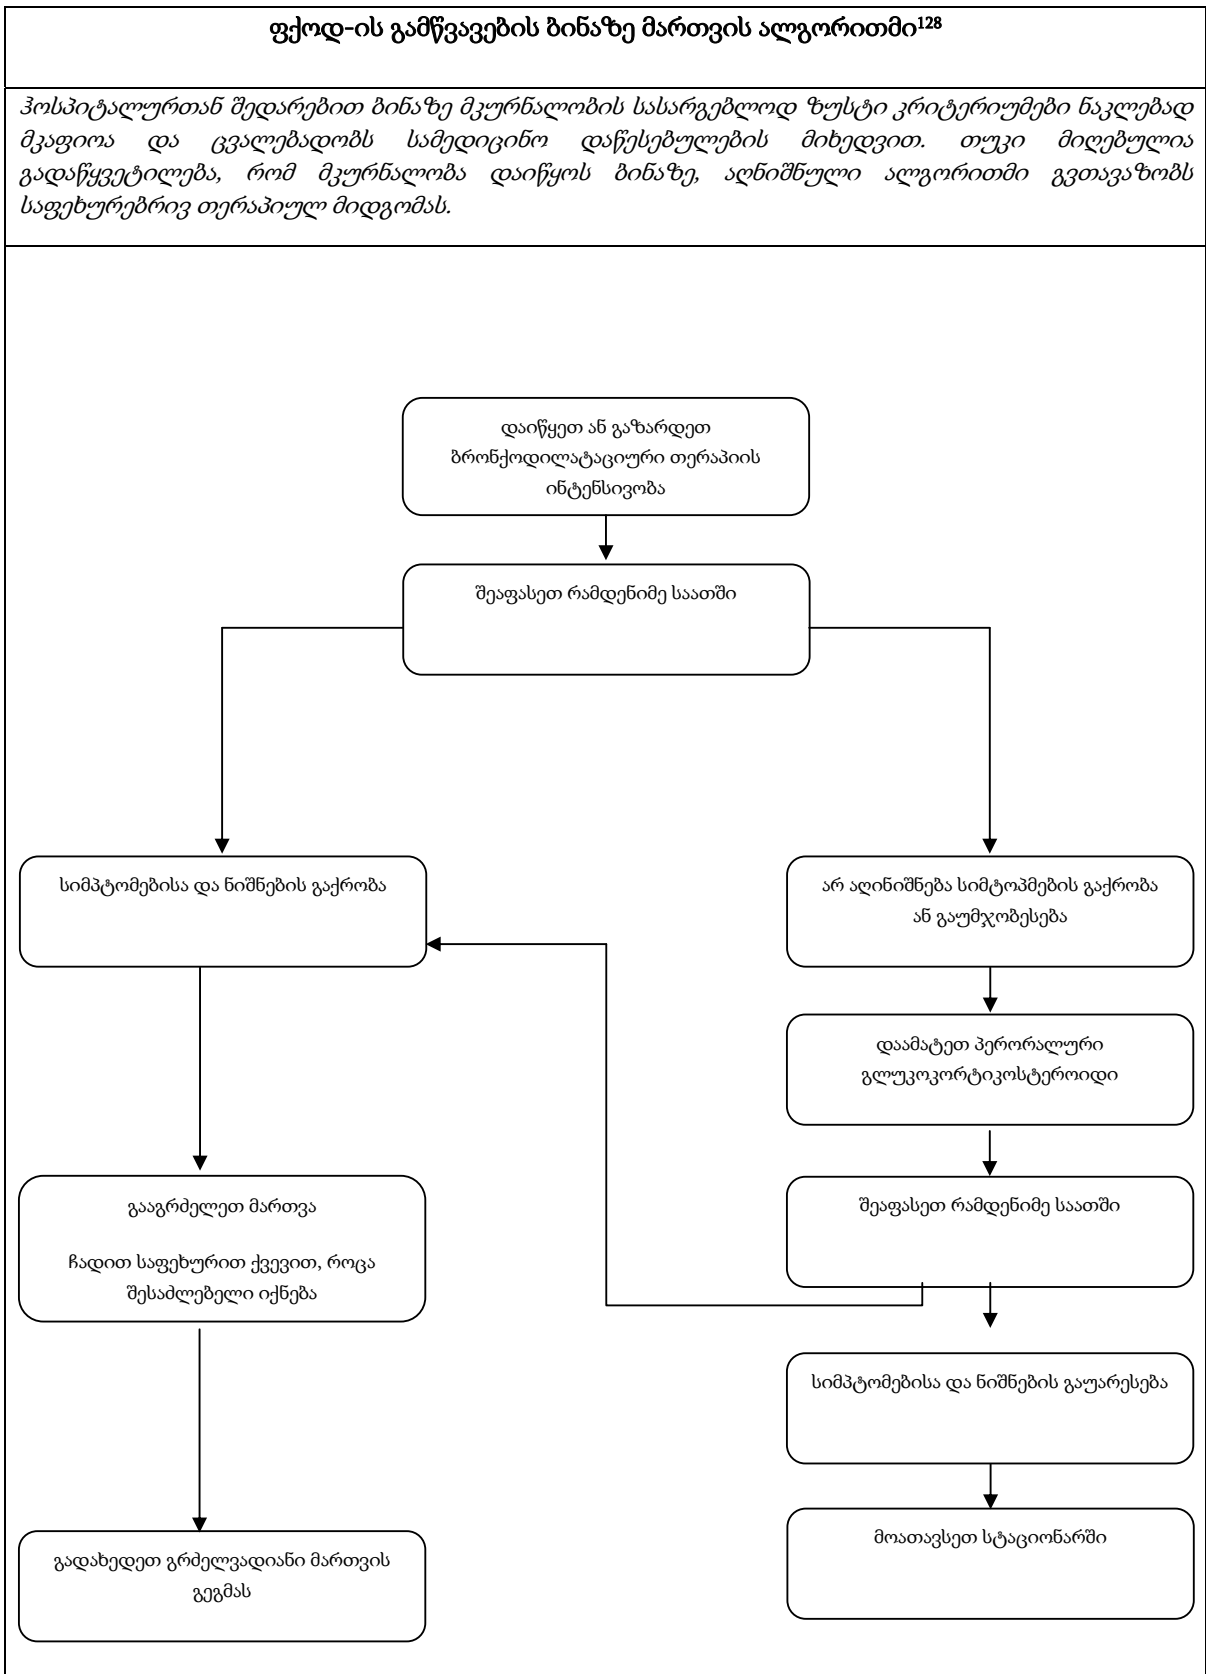 ფქოდ-ის გამწვავების ბინაზე მართვის ალგორითმი128
ჰოსპიტალურთან შედარებით ბინაზე მკურნალობის სასარგებლოდ ზუსტი კრიტერიუმები ნაკლებად
მკაფიოა და ცვალებადობს სამედიცინო დაწესებულების მიხედვით. თუკი მიღებულია
გადაწყვეტილება, რომ მკურნალობა დაიწყოს ბინაზე, აღნიშნული ალგორითმი გვთავაზობს
საფეხურებრივ თერაპიულ მიდგომას.
დაიწყეთ ან გაზარდეთ
ბრონქოდილატაციური თერაპიის
ინტენსივობა
შეაფასეთ რამდენიმე საათში
სიმპტომებისა და ნიშნების გაქრობა
არ აღინიშნება სიმტოპმების გაქრობა
ან გაუმჯობესება
დაამატეთ პერორალური
გლუკოკორტიკოსტეროიდი
გააგრძელეთ მართვა
ჩადით საფეხურით ქვევით, როცა
შესაძლებელი იქნება
შეაფასეთ რამდენიმე საათში
სიმპტომებისა და ნიშნების გაუარესება
მოათავსეთ სტაციონარში
გადახედეთ გრძელვადიანი მართვის
გეგმას